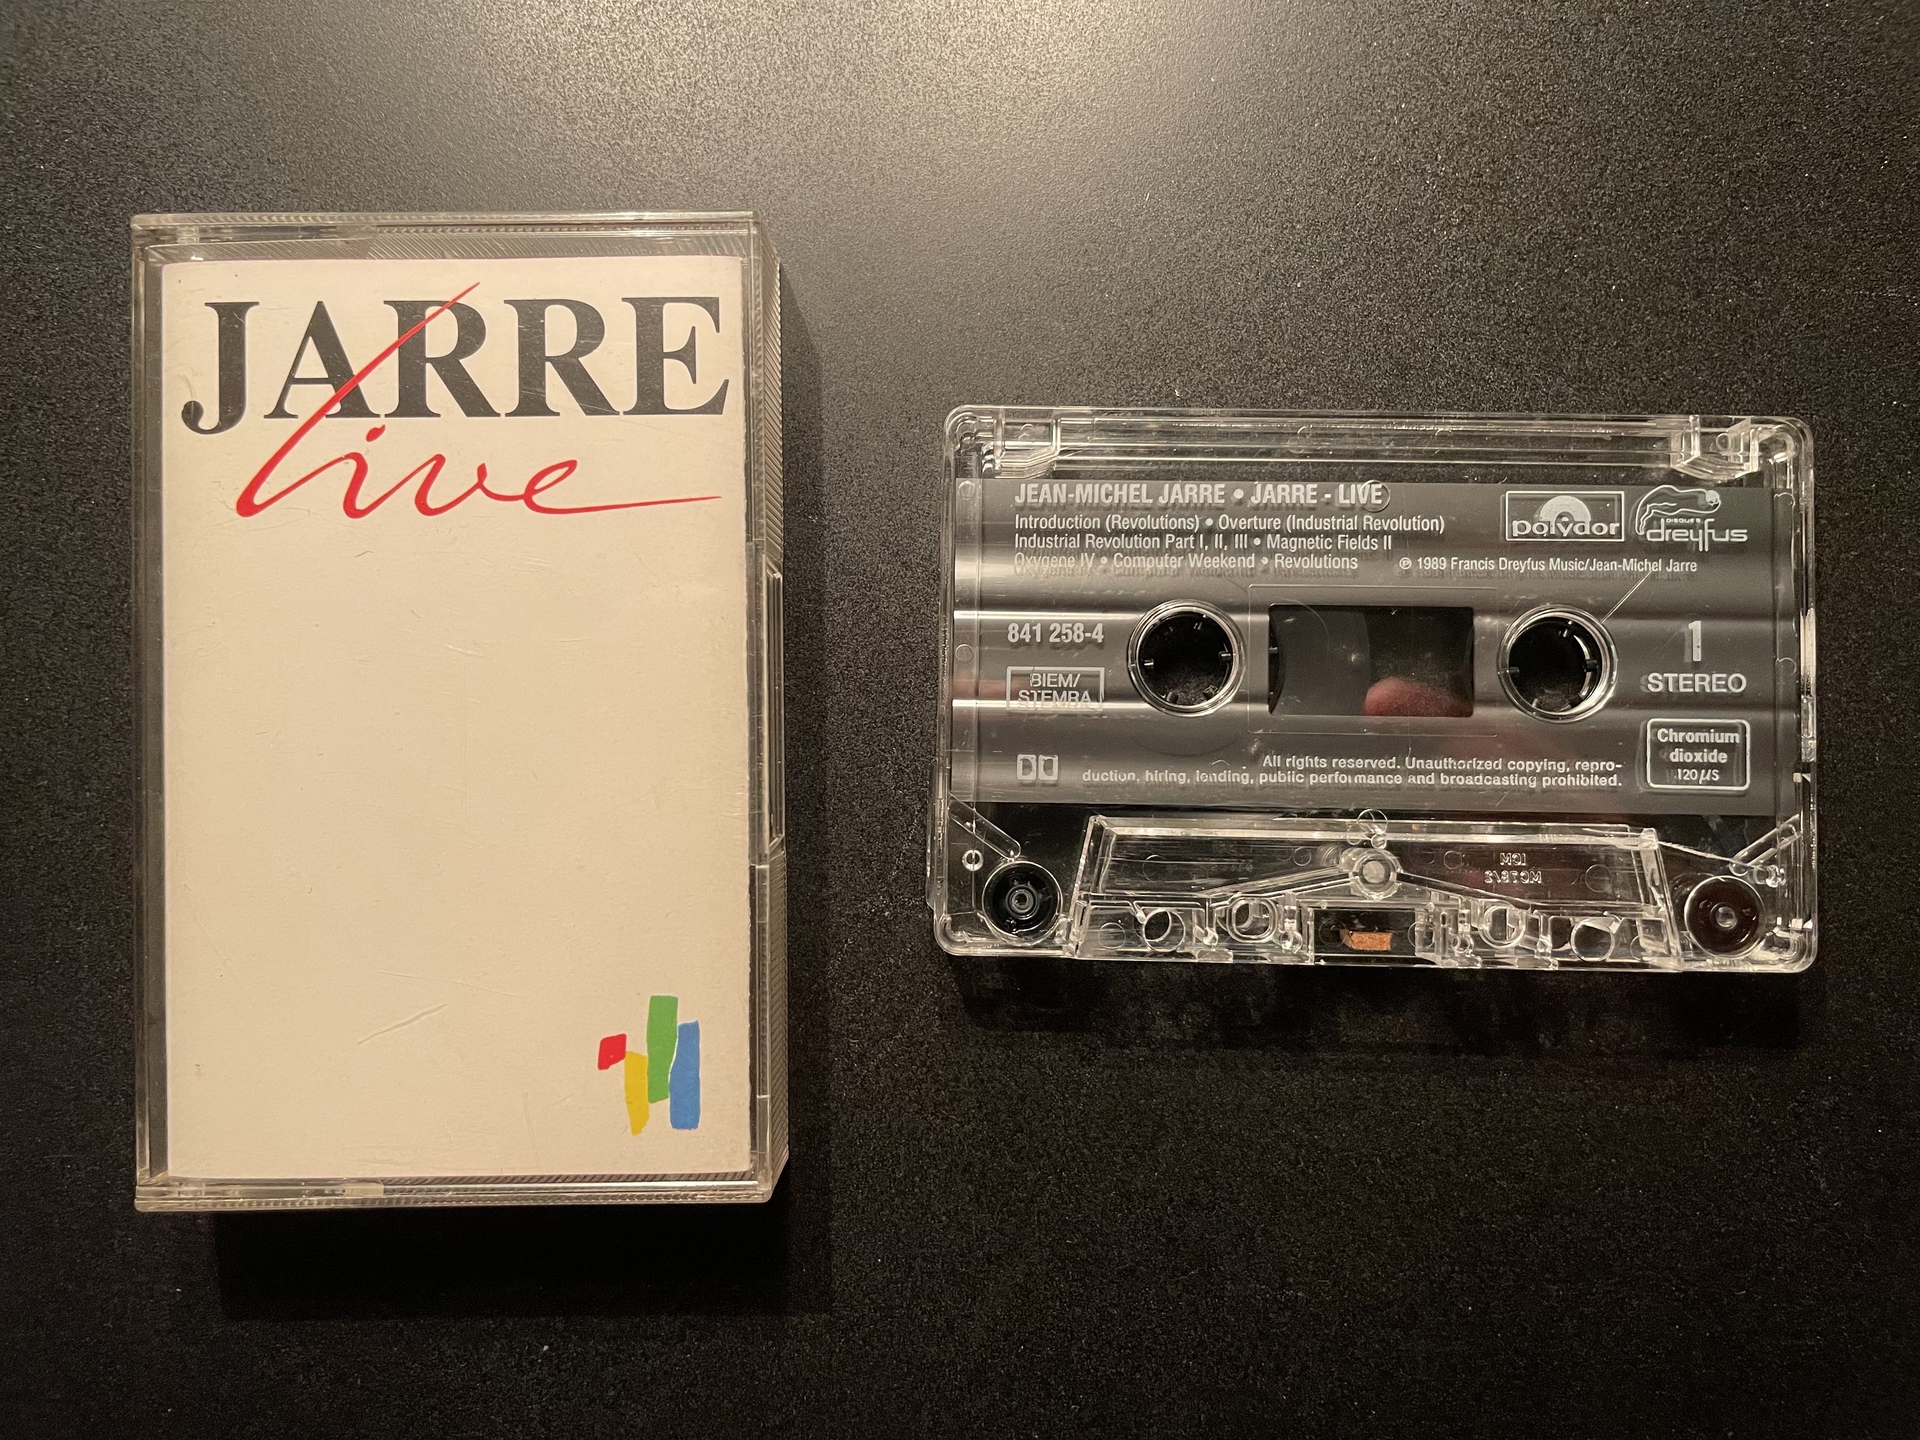 JARRE
live
JEAN-MICHEL JARRE • JARRE - LIVE
Introduction (Revolutions) • Overture (Industrial Revolution)
Industrial Revolution Part I, II, III • Magnetic Fields II
Oxygene IV • Computer Weekend • Revolutions
℗ 1989 Francis Dreyfus Music/Jean-Michel Jarre
polydor
DISQUES
dreyfus
841 258-4
BIEM/
STEMRA
1
STEREO
Chromium
dioxide
120 µS
All rights reserved. Unauthorized copying, repro-
duction, hiring, lending, public performance and broadcasting prohibited.